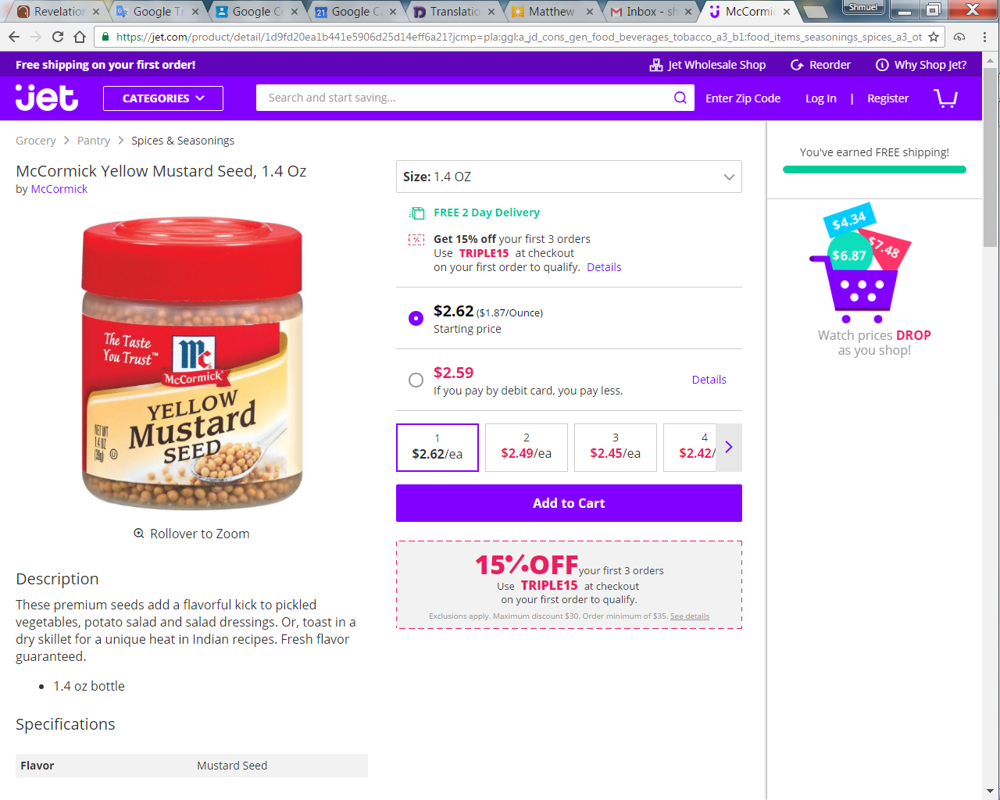 Revelation
Google Tr
Google Co
Google C
Translatio
Matthew
Inbox - sh
McCormic
Shmuel
https://jet.com/product/detail/1d9fd20ea1b441e5906d25d14eff6a21?jcmp=pla:ggl:a_jd_cons_gen_food_beverages_tobacco_a3_b1:food_items_seasonings_spices_a3_ot
Free shipping on your first order!
Jet Wholesale Shop
Reorder
Why Shop Jet?
jet
CATEGORIES
Search and start saving...
Enter Zip Code
Log In | Register
Grocery > Pantry > Spices & Seasonings
McCormick Yellow Mustard Seed, 1.4 Oz
by McCormick
The Taste
You Trust™
Mc
McCormick®
YELLOW
Mustard
SEED
NET WT
1.4 OZ
(39g)
U
Rollover to Zoom
Description
These premium seeds add a flavorful kick to pickled
vegetables, potato salad and salad dressings. Or, toast in a
dry skillet for a unique heat in Indian recipes. Fresh flavor
guaranteed.
• 1.4 oz bottle
Specifications
Flavor Mustard Seed
Size: 1.4 OZ
FREE 2 Day Delivery
Get 15% off your first 3 orders
Use TRIPLE15 at checkout
on your first order to qualify. Details
$2.62 ($1.87/Ounce)
Starting price
$2.59
If you pay by debit card, you pay less.
Details
1
$2.62/ea
2
$2.49/ea
3
$2.45/ea
4
$2.42/
Add to Cart
15%OFF your first 3 orders
Use TRIPLE15 at checkout
on your first order to qualify.
Exclusions apply. Maximum discount $30. Order minimum of $35. See details
You've earned FREE shipping!
$4.34
$7.48
$6.87
Watch prices DROP
as you shop!